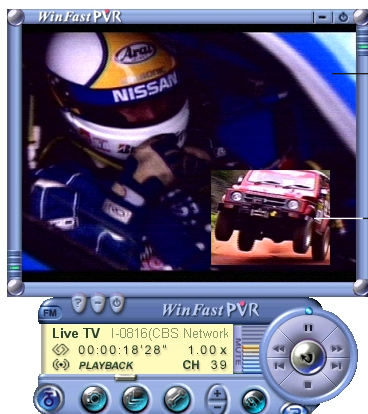 WinFast PVR
Arai
NISSAN
WinFast PVR
FM
?
Live TV I-0816(CBS Network
00:00:18'28" 1.00 x
PLAYBACK CH 39
MUTE